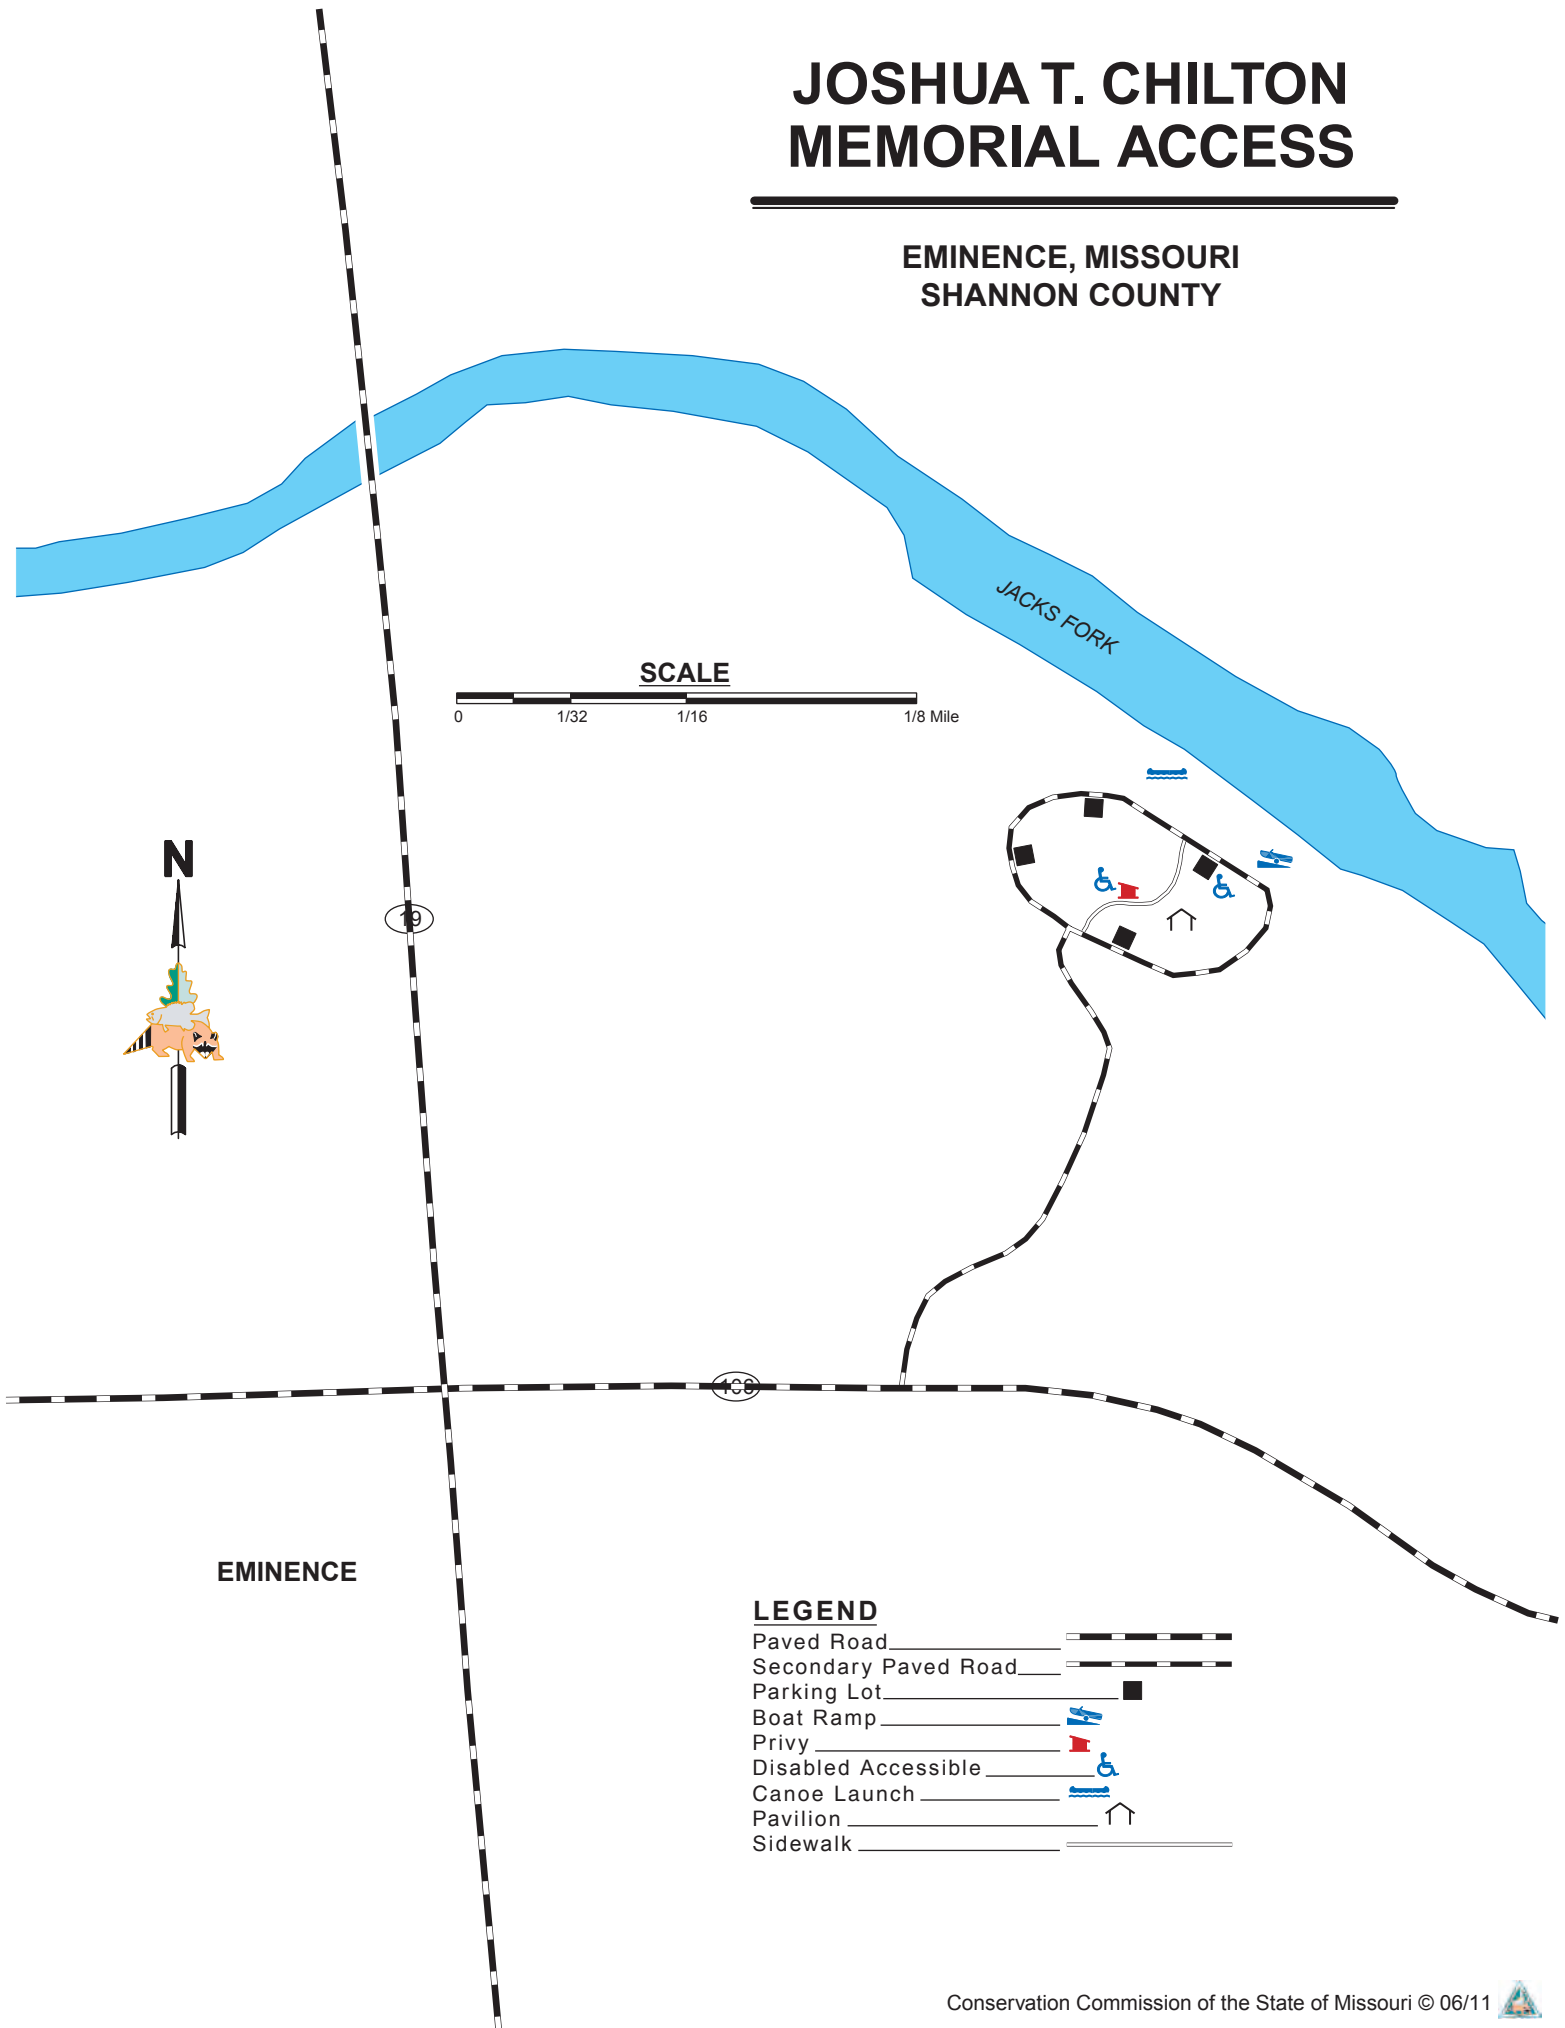 JOSHUA T. CHILTON
MEMORIAL ACCESS
EMINENCE, MISSOURI
SHANNON COUNTY
JACKS FORK
SCALE
0 1/32 1/16 1/8 Mile
N
19
106
EMINENCE
LEGEND
Paved Road
Secondary Paved Road
Parking Lot
Boat Ramp
Privy
Disabled Accessible
Canoe Launch
Pavilion
Sidewalk
Conservation Commission of the State of Missouri © 06/11